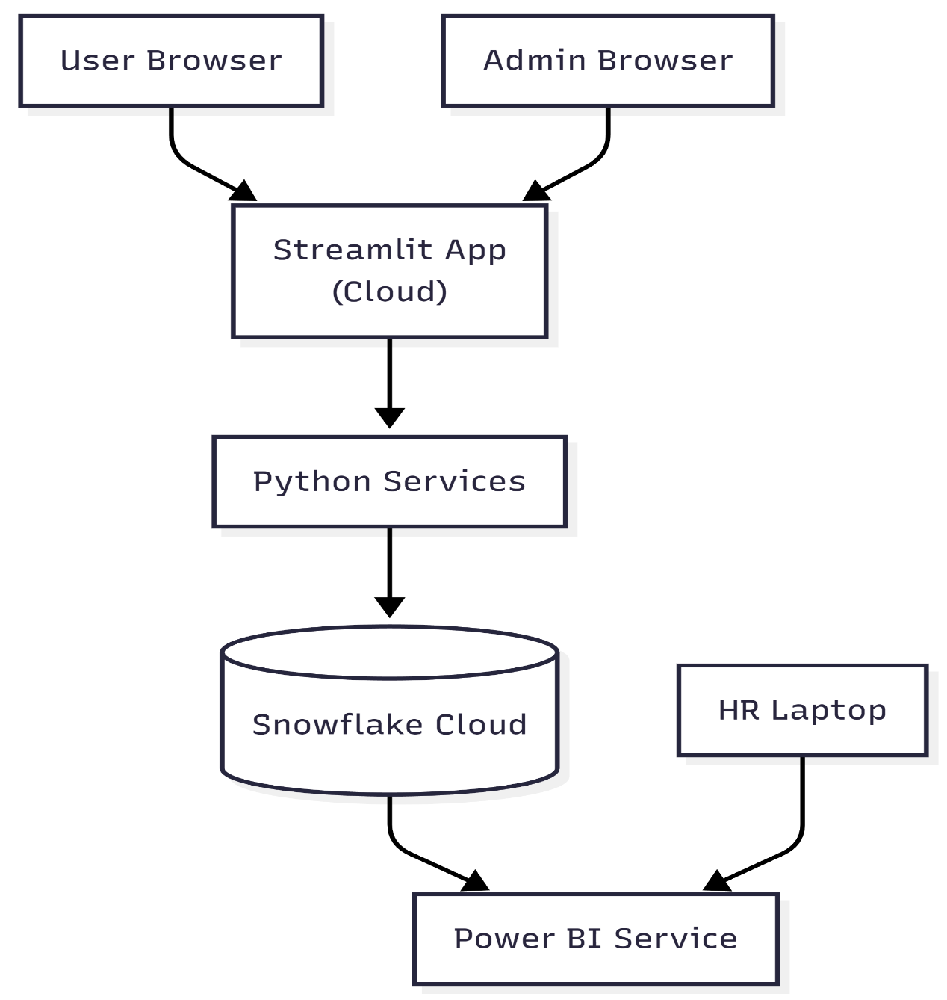 User Browser
Admin Browser
Streamlit App
(Cloud)
Python Services
Snowflake Cloud
HR Laptop
Power BI Service